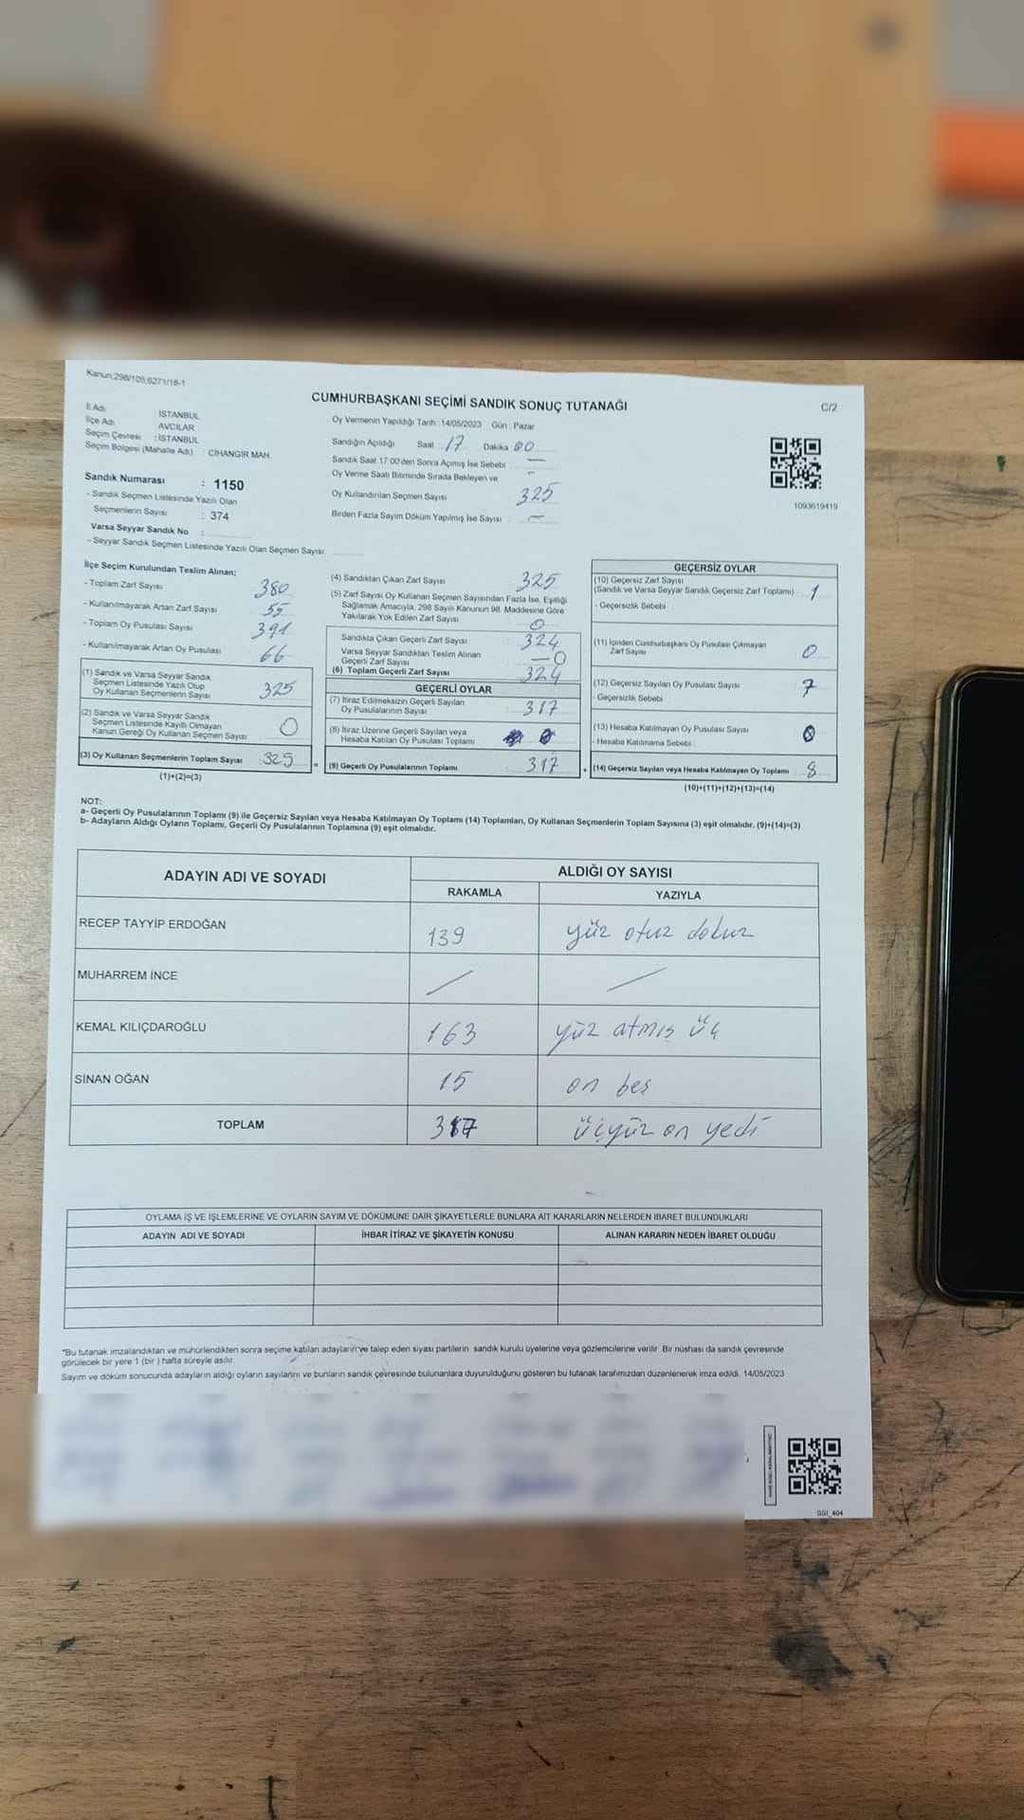 Kanun:298/105,6271/18-1
CUMHURBAŞKANI SEÇİMİ SANDIK SONUÇ TUTANAĞI
C/2
İl Adı : İSTANBUL
İlçe Adı : AVCILAR
Seçim Çevresi : İSTANBUL
Seçim Bölgesi (Mahalle Adı) : CİHANGİR MAH.
Sandık Numarası : 1150
- Sandık Seçmen Listesinde Yazılı Olan
Seçmenlerin Sayısı : 374
Varsa Seyyar Sandık No :
- Seyyar Sandık Seçmen Listesinde Yazılı Olan Seçmen Sayısı
Oy Vermenin Yapıldığı Tarih :14/05/2023 Gün : Pazar
Sandığın Açıldığı Saat 17 Dakika 00
Sandık Saat 17:00'den Sonra Açmış İse Sebebi —
Oy Verme Saati Bitiminde Sırada Bekleyen ve
Oy Kullandırılan Seçmen Sayısı 325
Birden Fazla Sayım Döküm Yapılmış İse Sayısı —
1093619419
İlçe Seçim Kurulundan Teslim Alınan;
- Toplam Zarf Sayısı 380
- Kullanılmayarak Artan Zarf Sayısı 55
- Toplam Oy Pusulası Sayısı 391
- Kullanılmayarak Artan Oy Pusulası 66
(1) Sandık ve Varsa Seyyar Sandık
Seçmen Listesinde Yazılı Olup
Oy Kullanan Seçmenlerin Sayısı 325
(2) Sandık ve Varsa Seyyar Sandık
Seçmen Listesinde Kayıtlı Olmayan
Kanun Gereği Oy Kullanan Seçmen Sayısı 0
(3) Oy Kullanan Seçmenlerin Toplam Sayısı 325
(1)+(2)=(3)
(4) Sandıktan Çıkan Zarf Sayısı 325
(5) Zarf Sayısı Oy Kullanan Seçmen Sayısından Fazla İse, Eşitliği
Sağlamak Amacıyla, 298 Sayılı Kanunun 98. Maddesine Göre
Yakılarak Yok Edilen Zarf Sayısı 0
Sandıkta Çıkan Geçerli Zarf Sayısı 324
Varsa Seyyar Sandıktan Teslim Alınan
Geçerli Zarf Sayısı —0
(6) Toplam Geçerli Zarf Sayısı 324
GEÇERLİ OYLAR
(7) İtiraz Edilmeksizin Geçerli Sayılan
Oy Pusulalarının Sayısı 317
(8) İtiraz Üzerine Geçerli Sayılan veya
Hesaba Katılan Oy Pusulası Toplamı 0
(9) Geçerli Oy Pusulalarının Toplamı 317
GEÇERSİZ OYLAR
(10) Geçersiz Zarf Sayısı
(Sandık ve Varsa Seyyar Sandık Geçersiz Zarf Toplamı) 1
- Geçersizlik Sebebi
(11) İçinden Cumhurbaşkanı Oy Pusulası Çıkmayan
Zarf Sayısı 0
(12) Geçersiz Sayılan Oy Pusulası Sayısı 7
- Geçersizlik Sebebi
(13) Hesaba Katılmayan Oy Pusulası Sayısı 0
- Hesaba Katılmama Sebebi
(14) Geçersiz Sayılan veya Hesaba Katılmayan Oy Toplamı 8
(10)+(11)+(12)+(13)=(14)
NOT:
a- Geçerli Oy Pusulalarının Toplamı (9) ile Geçersiz Sayılan veya Hesaba Katılmayan Oy Toplamı (14) Toplamları, Oy Kullanan Seçmenlerin Toplam Sayısına (3) eşit olmalıdır. (9)+(14)=(3)
b- Adayların Aldığı Oyların Toplamı, Geçerli Oy Pusulalarının Toplamına (9) eşit olmalıdır.
ADAYIN ADI VE SOYADI
ALDIĞI OY SAYISI
RAKAMLA YAZIYLA
RECEP TAYYİP ERDOĞAN 139 yüz otuz dokuz
MUHARREM İNCE / /
KEMAL KILIÇDAROĞLU 163 yüz atmış üç
SİNAN OĞAN 15 on beş
TOPLAM 317 üçyüz on yedi
OYLAMA İŞ VE İŞLEMLERİNE VE OYLARIN SAYIM VE DÖKÜMÜNE DAİR ŞİKAYETLERLE BUNLARA AİT KARARLARIN NELERDEN İBARET BULUNDUKLARI
ADAYIN ADI VE SOYADI İHBAR İTİRAZ VE ŞİKAYETİN KONUSU ALINAN KARARIN NEDEN İBARET OLDUĞU
*Bu tutanak imzalandıktan ve mühürlendikten sonra seçime katılan adayların ve talep eden siyasi partilerin sandık kurulu üyelerine veya gözlemcilerine verilir. Bir nüshası da sandık çevresinde
görülecek bir yere 1 (bir) hafta süreyle asılır.
Sayım ve döküm sonucunda adayların aldığı oyların sayılarını ve bunların sandık çevresinde bulunanlara duyurulduğunu gösteren bu tutanak tarafımızdan düzenlenerek imza edildi. 14/05/2023